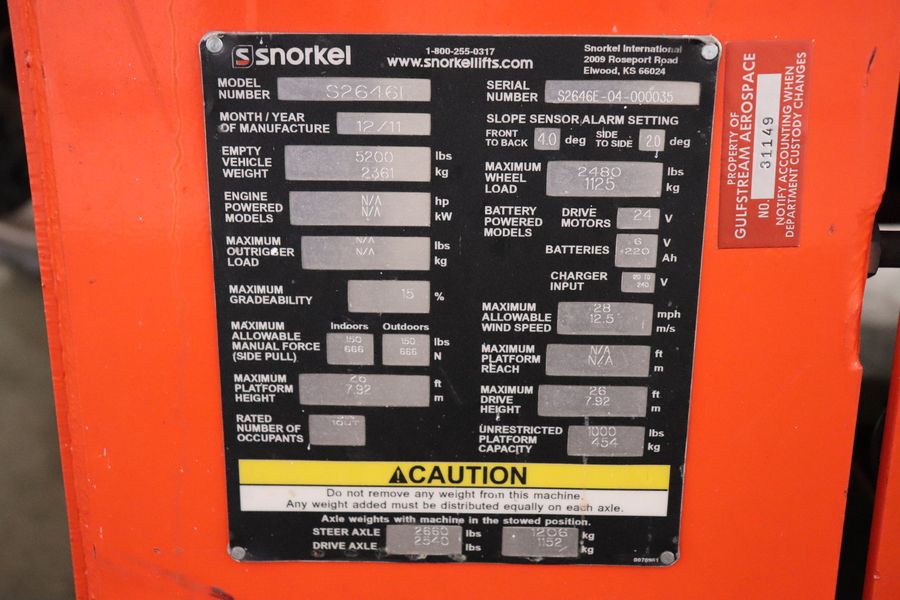 snorkel
1-800-255-0317
www.snorkellifts.com
Snorkel International
2009 Roseport Road
Elwood, KS 66024
MODEL NUMBER S2646I
SERIAL NUMBER S2646E-04-000035
MONTH / YEAR OF MANUFACTURE 12/11
SLOPE SENSOR ALARM SETTING
FRONT TO BACK 4.0 deg SIDE TO SIDE 2.0 deg
EMPTY VEHICLE WEIGHT
5200 lbs
2361 kg
MAXIMUM WHEEL LOAD
2480 lbs
1125 kg
ENGINE POWERED MODELS
N/A hp
N/A kW
BATTERY POWERED MODELS
DRIVE MOTORS 24 V
BATTERIES
6 V
220 Ah
CHARGER INPUT
240 V
MAXIMUM OUTRIGGER LOAD
N/A lbs
N/A kg
MAXIMUM GRADEABILITY 15 %
MAXIMUM ALLOWABLE WIND SPEED
28 mph
12.5 m/s
MAXIMUM ALLOWABLE MANUAL FORCE (SIDE PULL)
Indoors Outdoors
150 150 lbs
666 666 N
MAXIMUM PLATFORM REACH
N/A ft
N/A m
MAXIMUM PLATFORM HEIGHT
26 ft
7.92 m
MAXIMUM DRIVE HEIGHT
26 ft
7.92 m
RATED NUMBER OF OCCUPANTS
UNRESTRICTED PLATFORM CAPACITY
1000 lbs
454 kg
CAUTION
Do not remove any weight from this machine.
Any weight added must be distributed equally on each axle.
Axle weights with machine in the stowed position.
STEER AXLE 2660 lbs 1206 kg
DRIVE AXLE 2540 lbs 1152 kg
PROPERTY OF
GULFSTREAM AEROSPACE
NO. 31149
NOTIFY ACCOUNTING WHEN
DEPARTMENT CUSTODY CHANGES